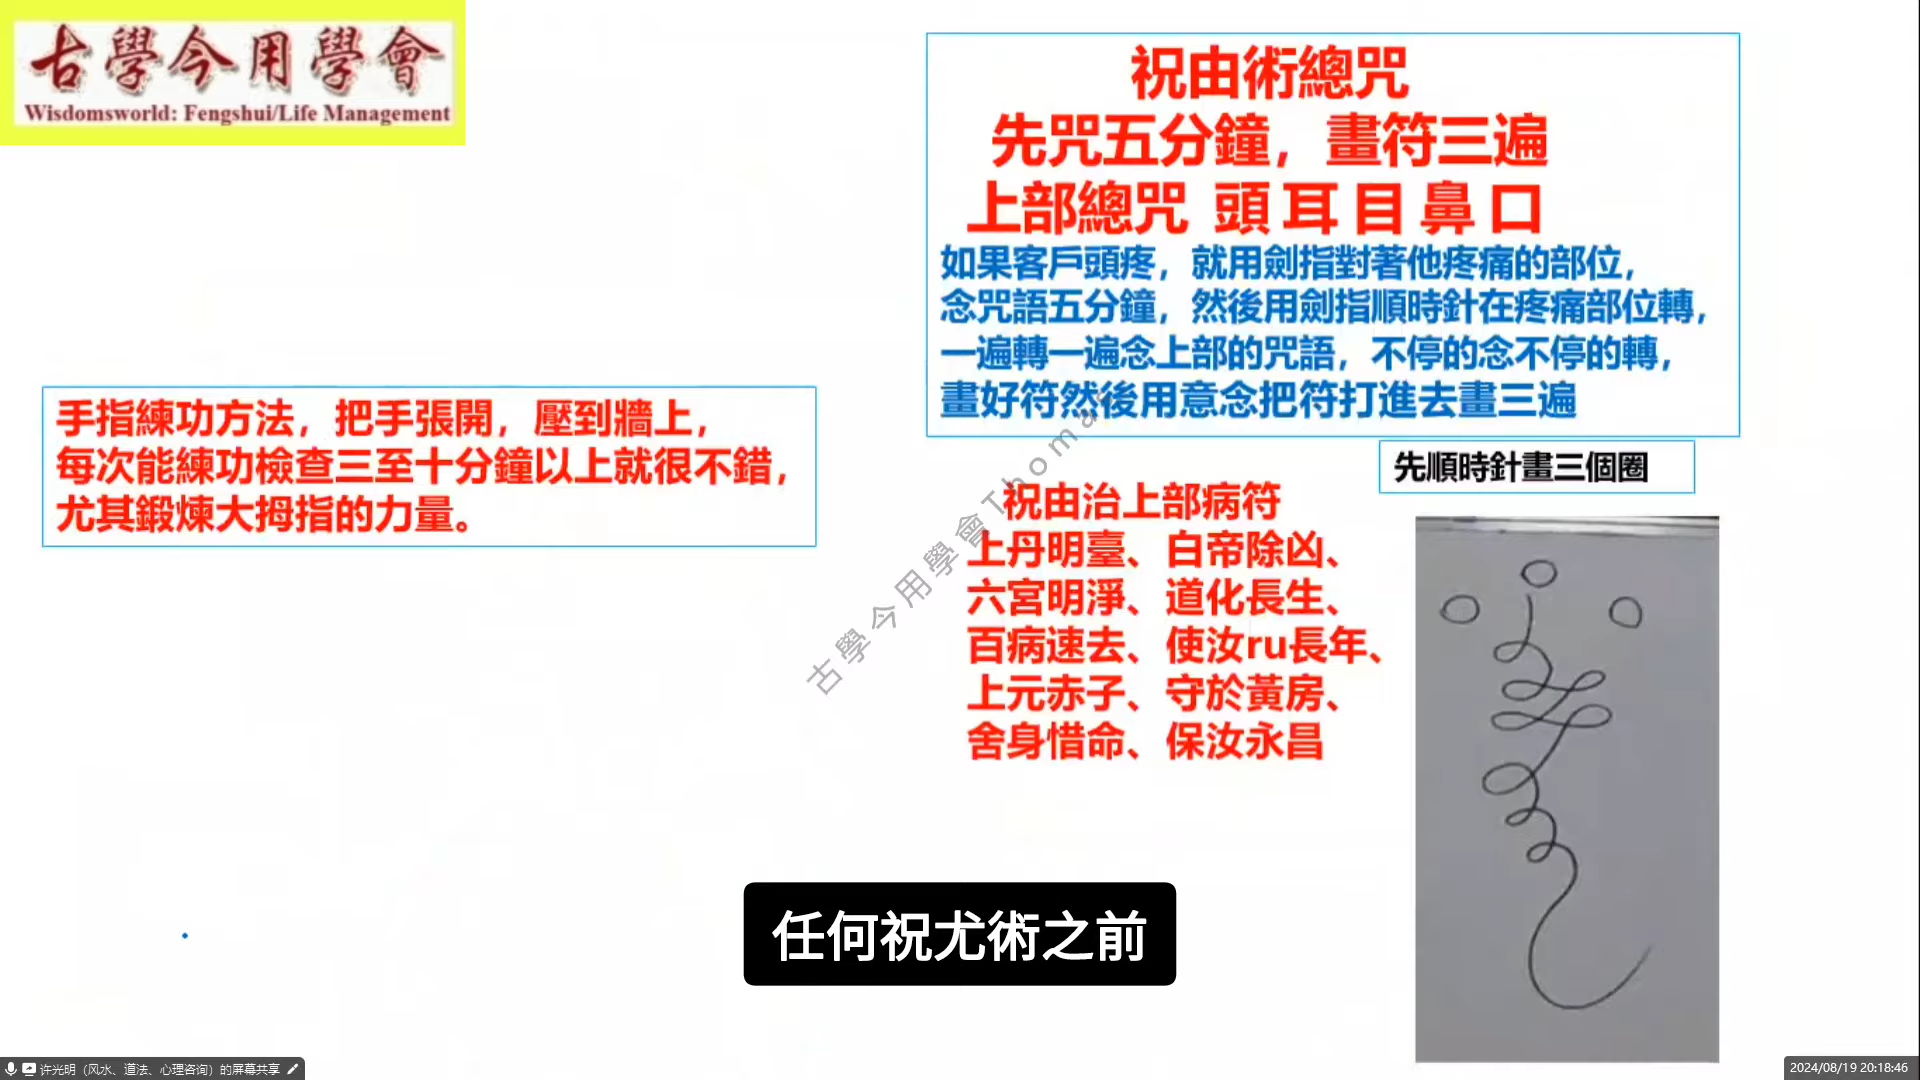 古學今用學會
Wisdomsworld: Fengshui/Life Management
祝由術總咒
先咒五分鐘，畫符三遍
上部總咒 頭 耳 目 鼻 口
如果客戶頭疼，就用劍指對著他疼痛的部位，
念咒語五分鐘，然後用劍指順時針在疼痛部位轉，
一遍轉一遍念上部的咒語，不停的念不停的轉，
畫好符然後用意念把符打進去畫三遍
手指練功方法，把手張開，壓到牆上，
每次能練功檢查三至十分鐘以上就很不錯，
尤其鍛煉大拇指的力量。
先順時針畫三個圈
祝由治上部病符
上丹明臺、白帝除凶、
六宮明淨、道化長生、
百病速去、使汝ru長年、
上元赤子、守於黃房、
舍身惜命、保汝永昌
古學今用學會Thomas
任何祝尤術之前
许光明（风水、道法、心理咨询）的屏幕共享
2024/08/19 20:18:46